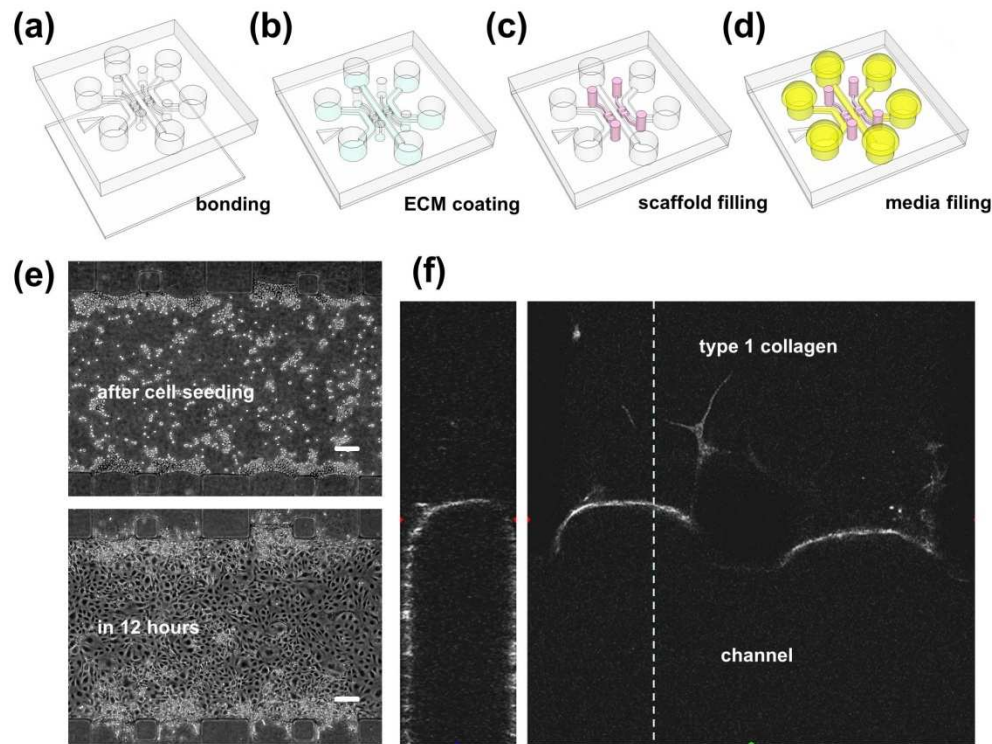 (a)
bonding
(b)
ECM coating
(c)
scaffold filling
(d)
media filing
(e)
after cell seeding
in 12 hours
(f)
type 1 collagen
channel